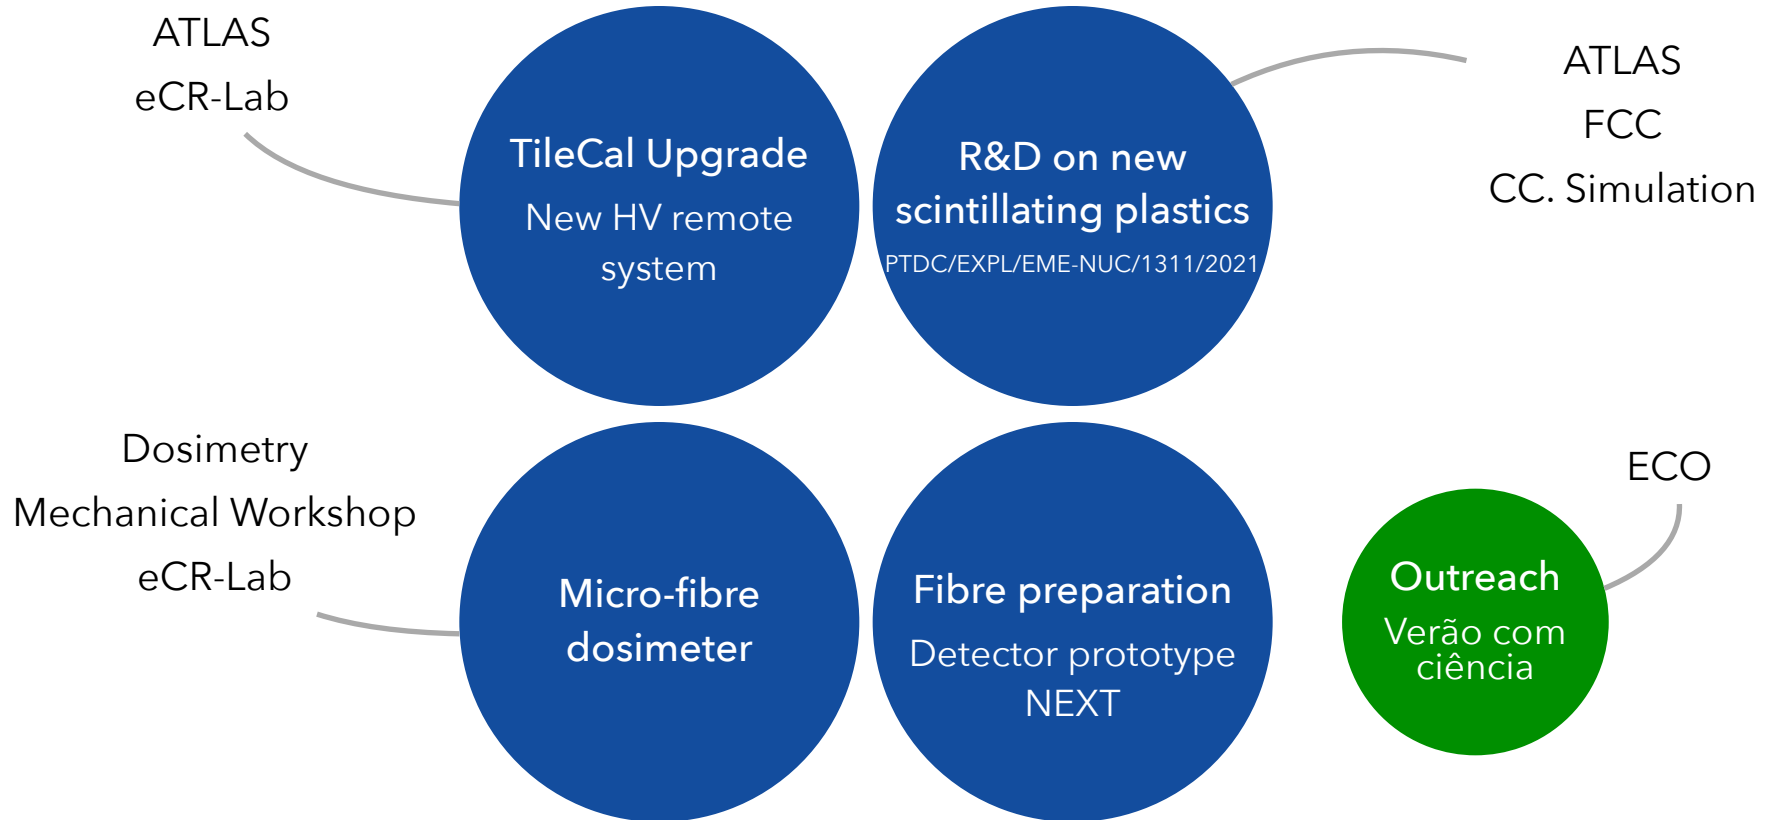 ATLAS
eCR-Lab
TileCal Upgrade
New HV remote
system
R&D on new
scintillating plastics
PTDC/EXPL/EME-NUC/1311/2021
ATLAS
FCC
CC. Simulation
Dosimetry
Mechanical Workshop
eCR-Lab
Micro-fibre
dosimeter
Fibre preparation
Detector prototype
NEXT
ECO
Outreach
Verão com
ciência